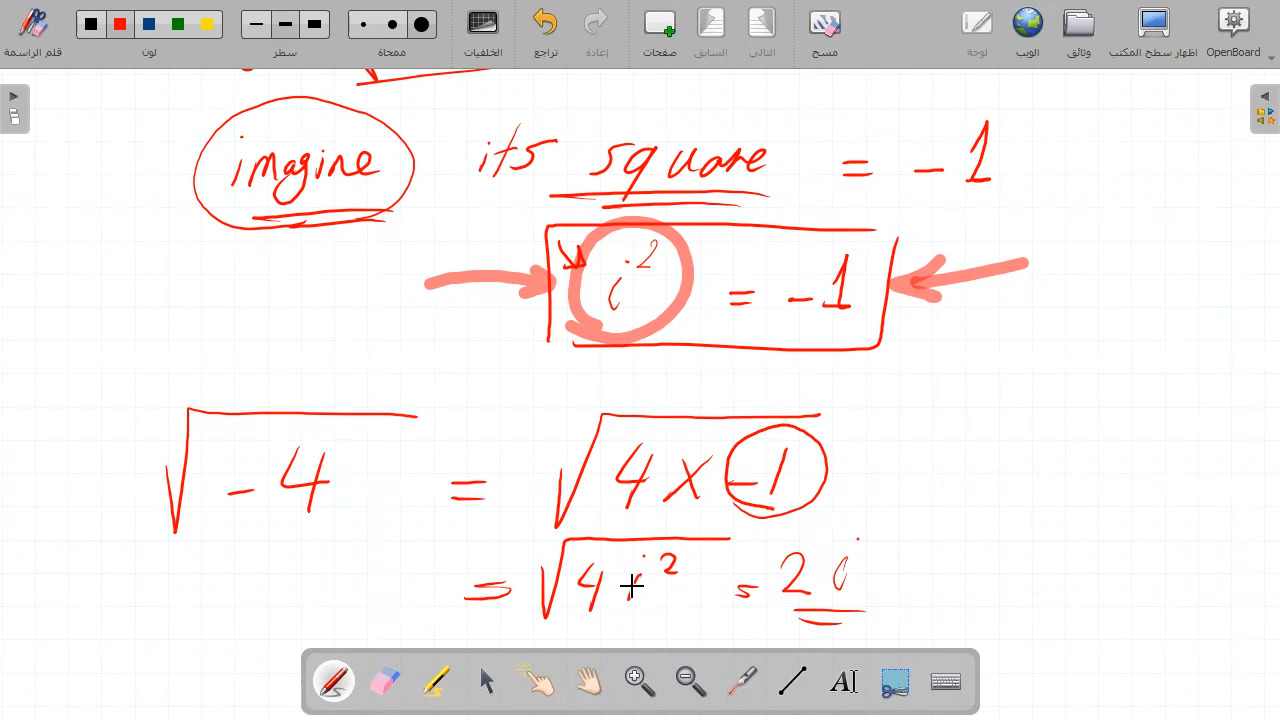 قلم الراسمة
لون
سطر
ممحاة
الخلفيات
تراجع
إعادة
صفحات
السابق
التالي
مسح
لوحة
الويب
وثائق
اظهار سطح المكتب
OpenBoard
imagine its square = -1
i² = -1
√-4 = √4 x -1
= √4 i² = 2i